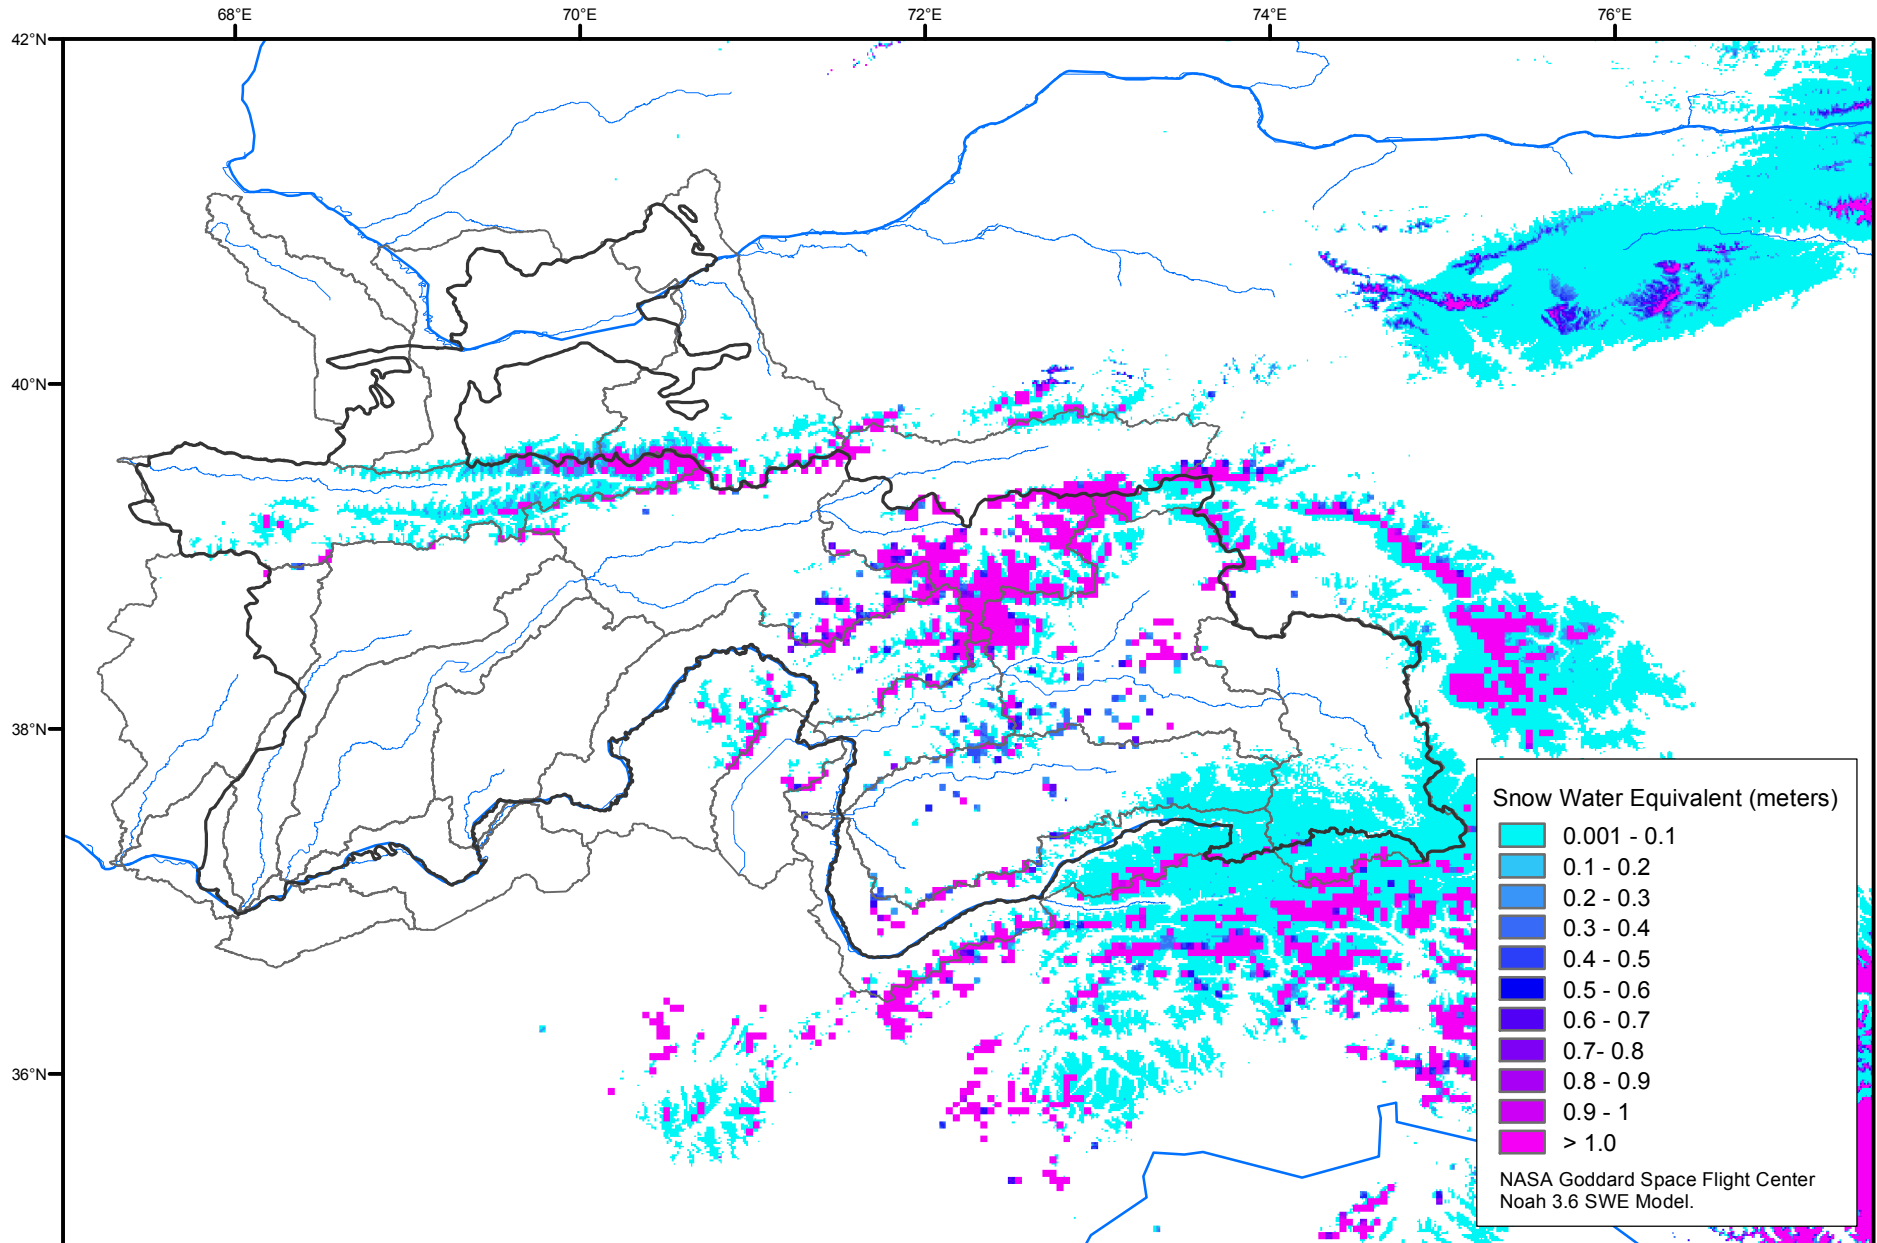 68°E 70°E 72°E 74°E 76°E
42°N
40°N
38°N
36°N
Snow Water Equivalent (meters)
0.001 - 0.1
0.1 - 0.2
0.2 - 0.3
0.3 - 0.4
0.4 - 0.5
0.5 - 0.6
0.6 - 0.7
0.7- 0.8
0.8 - 0.9
0.9 - 1
> 1.0
NASA Goddard Space Flight Center
Noah 3.6 SWE Model.